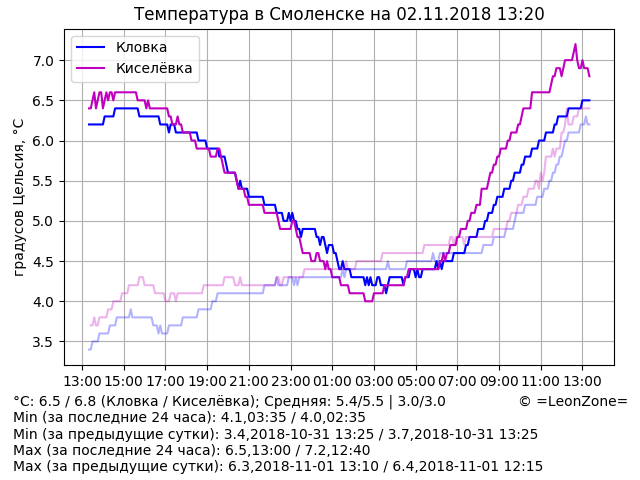 Температура в Смоленске на 02.11.2018 13:20
Кловка
Киселёвка
градусов Цельсия, °C
7.0
6.5
6.0
5.5
5.0
4.5
4.0
3.5
13:00 15:00 17:00 19:00 21:00 23:00 01:00 03:00 05:00 07:00 09:00 11:00 13:00
°C: 6.5 / 6.8 (Кловка / Киселёвка); Средняя: 5.4/5.5 | 3.0/3.0 © =LeonZone=
Min (за последние 24 часа): 4.1,03:35 / 4.0,02:35
Min (за предыдущие сутки): 3.4,2018-10-31 13:25 / 3.7,2018-10-31 13:25
Max (за последние 24 часа): 6.5,13:00 / 7.2,12:40
Max (за предыдущие сутки): 6.3,2018-11-01 13:10 / 6.4,2018-11-01 12:15